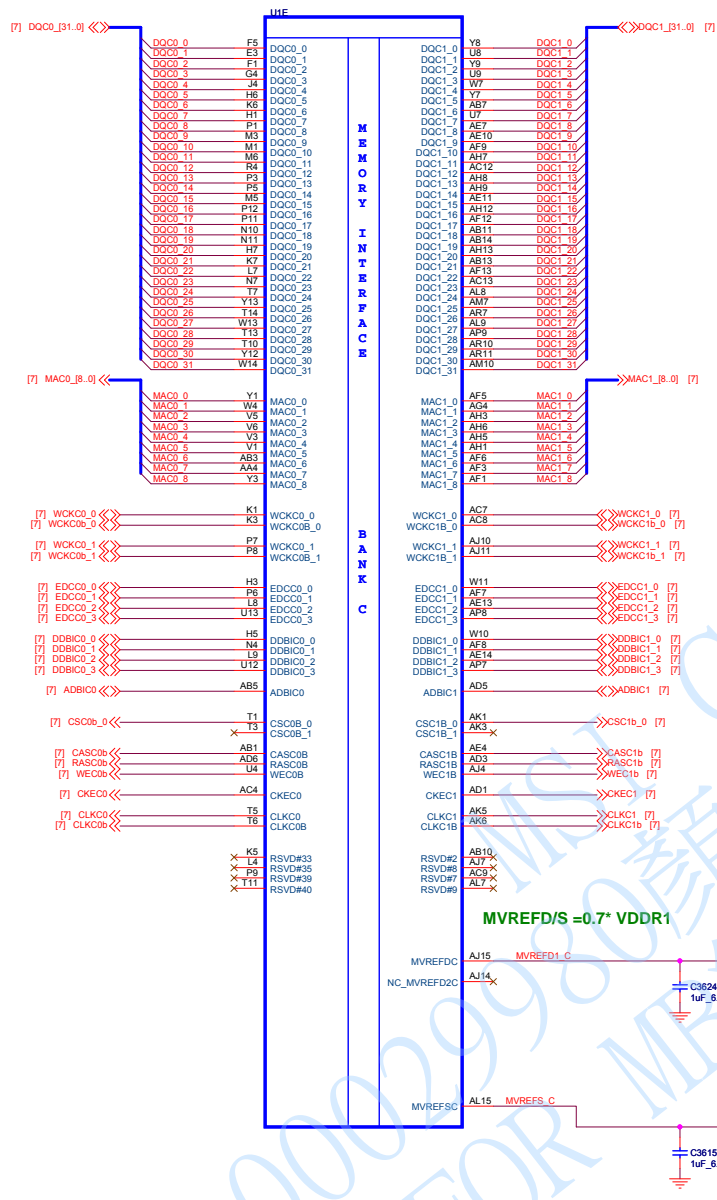 U1E
[7] DQC0_[31..0]
DQC1_[31..0] [7]
DQC0_0 F5 DQC0_0 DQC1_0 Y8 DQC1_0
DQC0_1 E3 DQC0_1 DQC1_1 U8 DQC1_1
DQC0_2 F1 DQC0_2 DQC1_2 Y9 DQC1_2
DQC0_3 G4 DQC0_3 DQC1_3 U9 DQC1_3
DQC0_4 J4 DQC0_4 DQC1_4 W7 DQC1_4
DQC0_5 H6 DQC0_5 DQC1_5 Y7 DQC1_5
DQC0_6 K6 DQC0_6 DQC1_6 AB7 DQC1_6
DQC0_7 H1 DQC0_7 DQC1_7 U7 DQC1_7
DQC0_8 P1 DQC0_8 DQC1_8 AE7 DQC1_8
DQC0_9 M3 DQC0_9 DQC1_9 AE10 DQC1_9
DQC0_10 M1 DQC0_10 DQC1_10 AF9 DQC1_10
DQC0_11 M6 DQC0_11 DQC1_11 AH7 DQC1_11
DQC0_12 R4 DQC0_12 DQC1_12 AC12 DQC1_12
DQC0_13 P3 DQC0_13 DQC1_13 AH8 DQC1_13
DQC0_14 P5 DQC0_14 DQC1_14 AH9 DQC1_14
DQC0_15 M5 DQC0_15 DQC1_15 AE11 DQC1_15
DQC0_16 P12 DQC0_16 DQC1_16 AH12 DQC1_16
DQC0_17 P11 DQC0_17 DQC1_17 AF12 DQC1_17
DQC0_18 N10 DQC0_18 DQC1_18 AB11 DQC1_18
DQC0_19 N11 DQC0_19 DQC1_19 AB14 DQC1_19
DQC0_20 H7 DQC0_20 DQC1_20 AH13 DQC1_20
DQC0_21 K7 DQC0_21 DQC1_21 AB13 DQC1_21
DQC0_22 L7 DQC0_22 DQC1_22 AF13 DQC1_22
DQC0_23 N7 DQC0_23 DQC1_23 AC13 DQC1_23
DQC0_24 T7 DQC0_24 DQC1_24 AL8 DQC1_24
DQC0_25 Y13 DQC0_25 DQC1_25 AM7 DQC1_25
DQC0_26 T14 DQC0_26 DQC1_26 AR7 DQC1_26
DQC0_27 W13 DQC0_27 DQC1_27 AL9 DQC1_27
DQC0_28 T13 DQC0_28 DQC1_28 AP9 DQC1_28
DQC0_29 T10 DQC0_29 DQC1_29 AR10 DQC1_29
DQC0_30 Y12 DQC0_30 DQC1_30 AR11 DQC1_30
DQC0_31 W14 DQC0_31 DQC1_31 AM10 DQC1_31
MEMORY INTERFACE
[7] MAC0_[8..0]
MAC1_[8..0] [7]
MAC0_0 Y1 MAC0_0 MAC1_0 AF5 MAC1_0
MAC0_1 W4 MAC0_1 MAC1_1 AG4 MAC1_1
MAC0_2 V5 MAC0_2 MAC1_2 AH3 MAC1_2
MAC0_3 V6 MAC0_3 MAC1_3 AH6 MAC1_3
MAC0_4 V3 MAC0_4 MAC1_4 AH5 MAC1_4
MAC0_5 V1 MAC0_5 MAC1_5 AH1 MAC1_5
MAC0_6 AB3 MAC0_6 MAC1_6 AF6 MAC1_6
MAC0_7 AA4 MAC0_7 MAC1_7 AF3 MAC1_7
MAC0_8 Y3 MAC0_8 MAC1_8 AF1 MAC1_8
BANK C
[7] WCKC0_0 K1 WCKC0_0 WCKC1_0 AC7 WCKC1_0 [7]
[7] WCKC0b_0 K3 WCKC0B_0 WCKC1B_0 AC8 WCKC1b_0 [7]
[7] WCKC0_1 P7 WCKC0_1 WCKC1_1 AJ10 WCKC1_1 [7]
[7] WCKC0b_1 P8 WCKC0B_1 WCKC1B_1 AJ11 WCKC1b_1 [7]
[7] EDCC0_0 H3 EDCC0_0 EDCC1_0 W11 EDCC1_0 [7]
[7] EDCC0_1 P6 EDCC0_1 EDCC1_1 AF7 EDCC1_1 [7]
[7] EDCC0_2 L8 EDCC0_2 EDCC1_2 AE13 EDCC1_2 [7]
[7] EDCC0_3 U13 EDCC0_3 EDCC1_3 AP8 EDCC1_3 [7]
[7] DDBIC0_0 H5 DDBIC0_0 DDBIC1_0 W10 DDBIC1_0 [7]
[7] DDBIC0_1 N4 DDBIC0_1 DDBIC1_1 AF8 DDBIC1_1 [7]
[7] DDBIC0_2 L9 DDBIC0_2 DDBIC1_2 AE14 DDBIC1_2 [7]
[7] DDBIC0_3 U12 DDBIC0_3 DDBIC1_3 AP7 DDBIC1_3 [7]
[7] ADBIC0 AB5 ADBIC0 ADBIC1 AD5 ADBIC1 [7]
[7] CSC0b_0 T1 CSC0B_0 CSC1B_0 AK1 CSC1b_0 [7]
T3 CSC0B_1 CSC1B_1 AK3
[7] CASC0b AB1 CASC0B CASC1B AE4 CASC1b [7]
[7] RASC0b AD6 RASC0B RASC1B AD3 RASC1b [7]
[7] WEC0b U4 WEC0B WEC1B AJ4 WEC1b [7]
[7] CKEC0 AC4 CKEC0 CKEC1 AD1 CKEC1 [7]
[7] CLKC0 T5 CLKC0 CLKC1 AK5 CLKC1 [7]
[7] CLKC0b T6 CLKC0B CLKC1B AK6 CLKC1b [7]
K5 RSVD#33 RSVD#2 AB10
L4 RSVD#35 RSVD#8 AJ7
P9 RSVD#39 RSVD#7 AC9
T11 RSVD#40 RSVD#9 AL7
MVREFD/S =0.7* VDDR1
MVREFDC AJ15 MVREFD1_C
NC_MVREFD2C AJ14
C3624
1uF_6.
MVREFSC AL15 MVREFS_C
C3615
1uF_6.
00029980顏
MSI
FOR MR